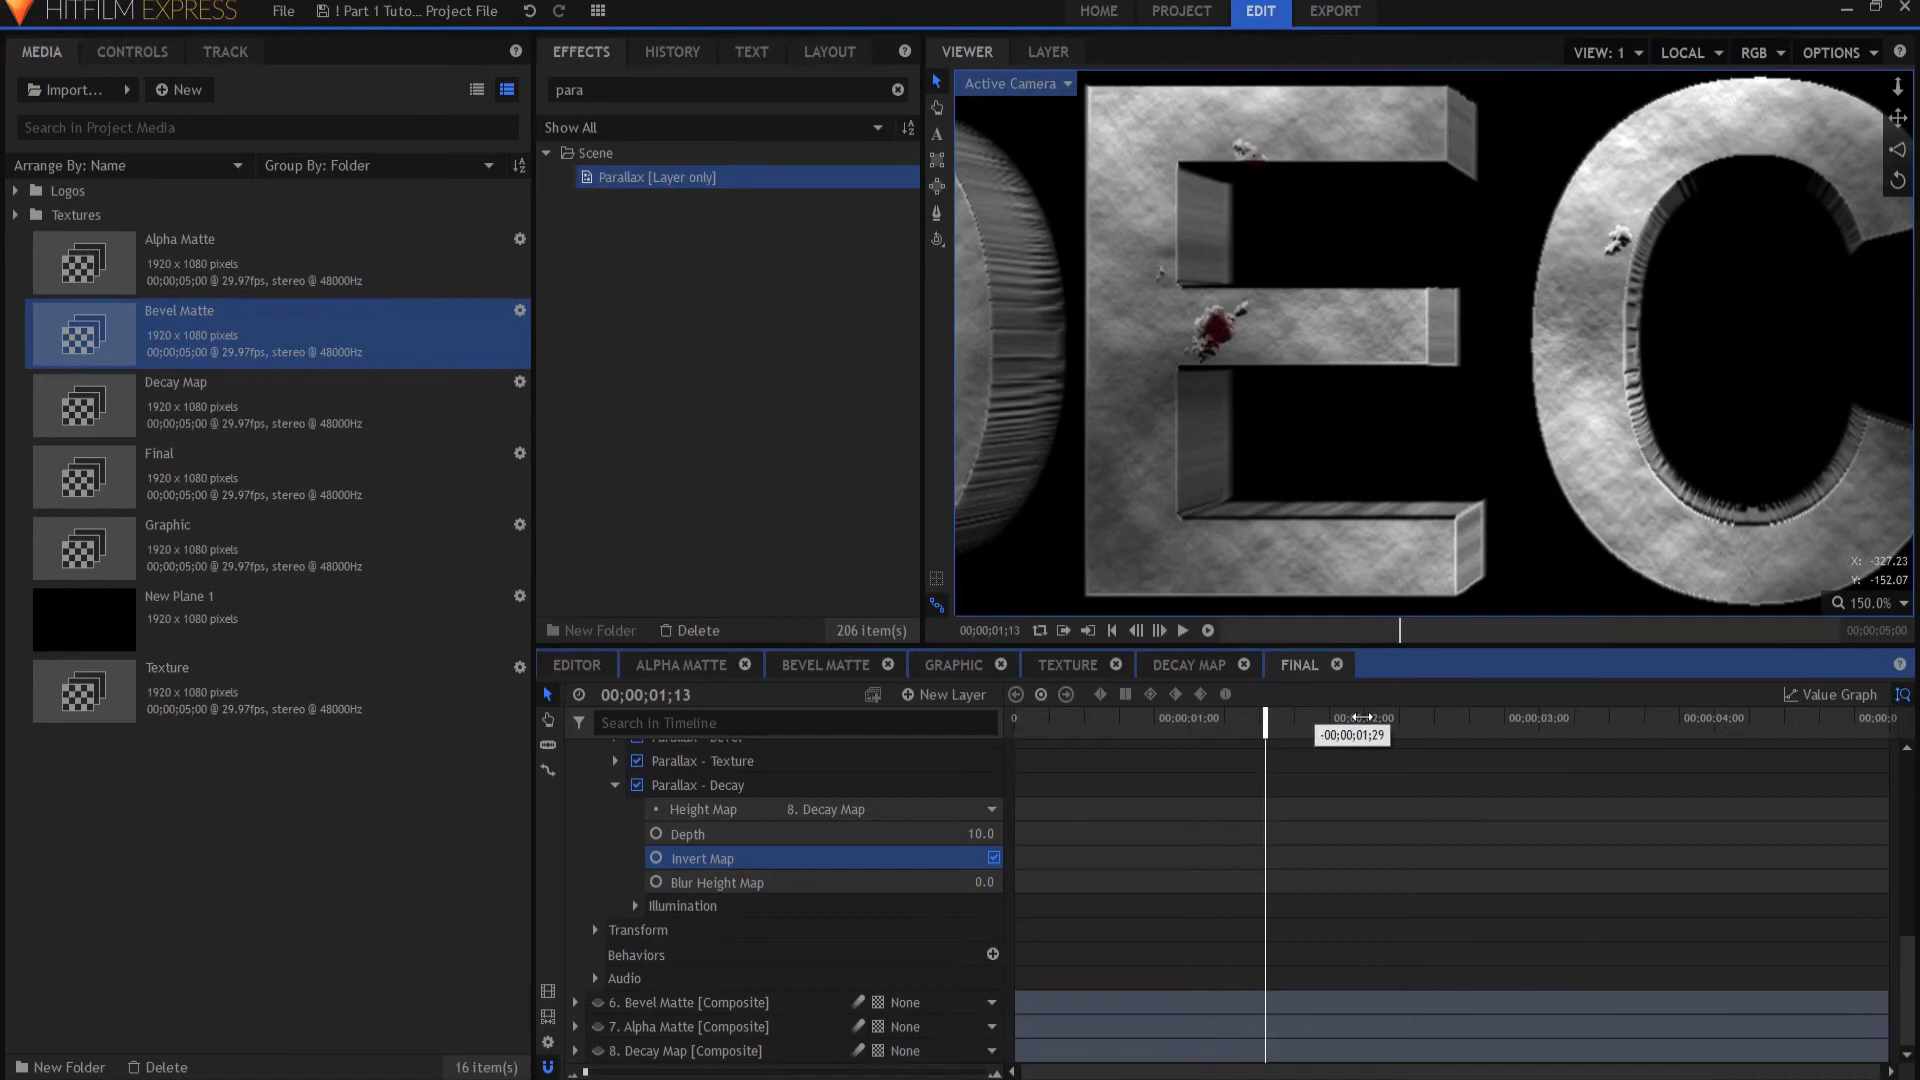 HITFILM EXPRESS
File
! Part 1 Tuto... Project File
HOME
PROJECT
EDIT
EXPORT
MEDIA
CONTROLS
TRACK
EFFECTS
HISTORY
TEXT
LAYOUT
VIEWER
LAYER
VIEW: 1
LOCAL
RGB
OPTIONS
Import...
New
para
Active Camera
Search in Project Media
Show All
Arrange By: Name
Group By: Folder
Scene
Parallax [Layer only]
Logos
Textures
Alpha Matte
1920 x 1080 pixels
00;00;05;00 @ 29.97fps, stereo @ 48000Hz
Bevel Matte
1920 x 1080 pixels
00;00;05;00 @ 29.97fps, stereo @ 48000Hz
Decay Map
1920 x 1080 pixels
00;00;05;00 @ 29.97fps, stereo @ 48000Hz
Final
1920 x 1080 pixels
00;00;05;00 @ 29.97fps, stereo @ 48000Hz
Graphic
1920 x 1080 pixels
00;00;05;00 @ 29.97fps, stereo @ 48000Hz
New Plane 1
1920 x 1080 pixels
Texture
1920 x 1080 pixels
00;00;05;00 @ 29.97fps, stereo @ 48000Hz
New Folder
Delete
16 item(s)
New Folder
Delete
206 item(s)
EC
X: -327.23
Y: -152.07
150.0%
00;00;01;13
00;00;05;00
EDITOR
ALPHA MATTE
BEVEL MATTE
GRAPHIC
TEXTURE
DECAY MAP
FINAL
00;00;01;13
New Layer
Value Graph
Search in Timeline
0
00;00;01;00
00;00;02;00
00;00;03;00
00;00;04;00
00;00;0
-00;00;01;29
Parallax - Bevel
Parallax - Texture
Parallax - Decay
Height Map 8. Decay Map
Depth 10.0
Invert Map
Blur Height Map 0.0
Illumination
Transform
Behaviors
Audio
6. Bevel Matte [Composite] None
7. Alpha Matte [Composite] None
8. Decay Map [Composite] None